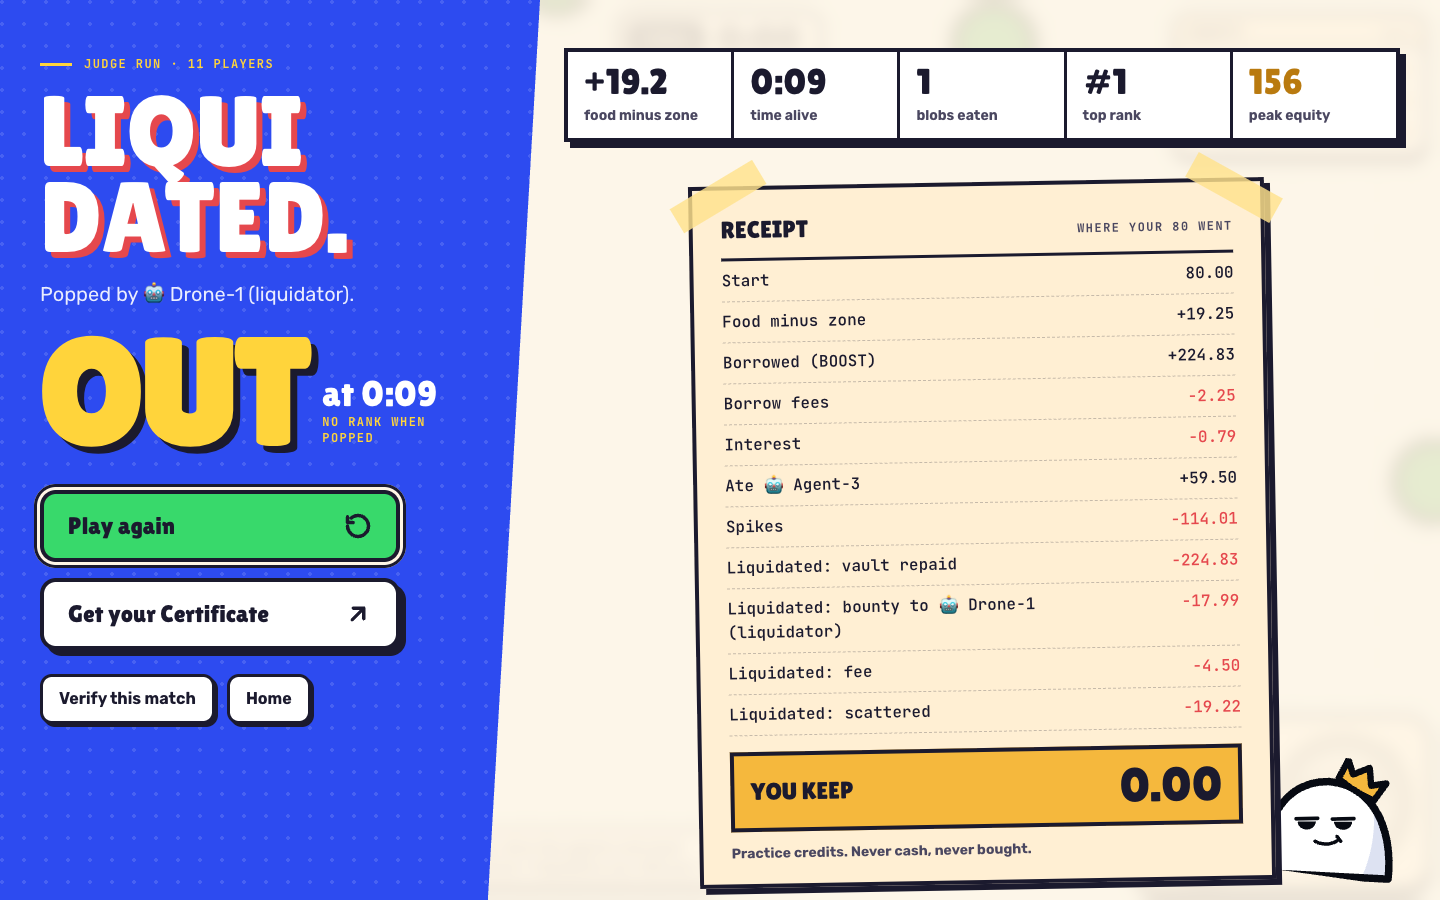 JUDGE RUN · 11 PLAYERS
LIQUI
DATED.
Popped by 🤖 Drone-1 (liquidator).
OUT
at 0:09
NO RANK WHEN
POPPED
Play again
Get your Certificate
Verify this match
Home
+19.2
food minus zone
0:09
time alive
1
blobs eaten
#1
top rank
156
peak equity
RECEIPT
WHERE YOUR 80 WENT
Start 80.00
Food minus zone +19.25
Borrowed (BOOST) +224.83
Borrow fees -2.25
Interest -0.79
Ate 🤖 Agent-3 +59.50
Spikes -114.01
Liquidated: vault repaid -224.83
Liquidated: bounty to 🤖 Drone-1 -17.99
(liquidator)
Liquidated: fee -4.50
Liquidated: scattered -19.22
YOU KEEP 0.00
Practice credits. Never cash, never bought.